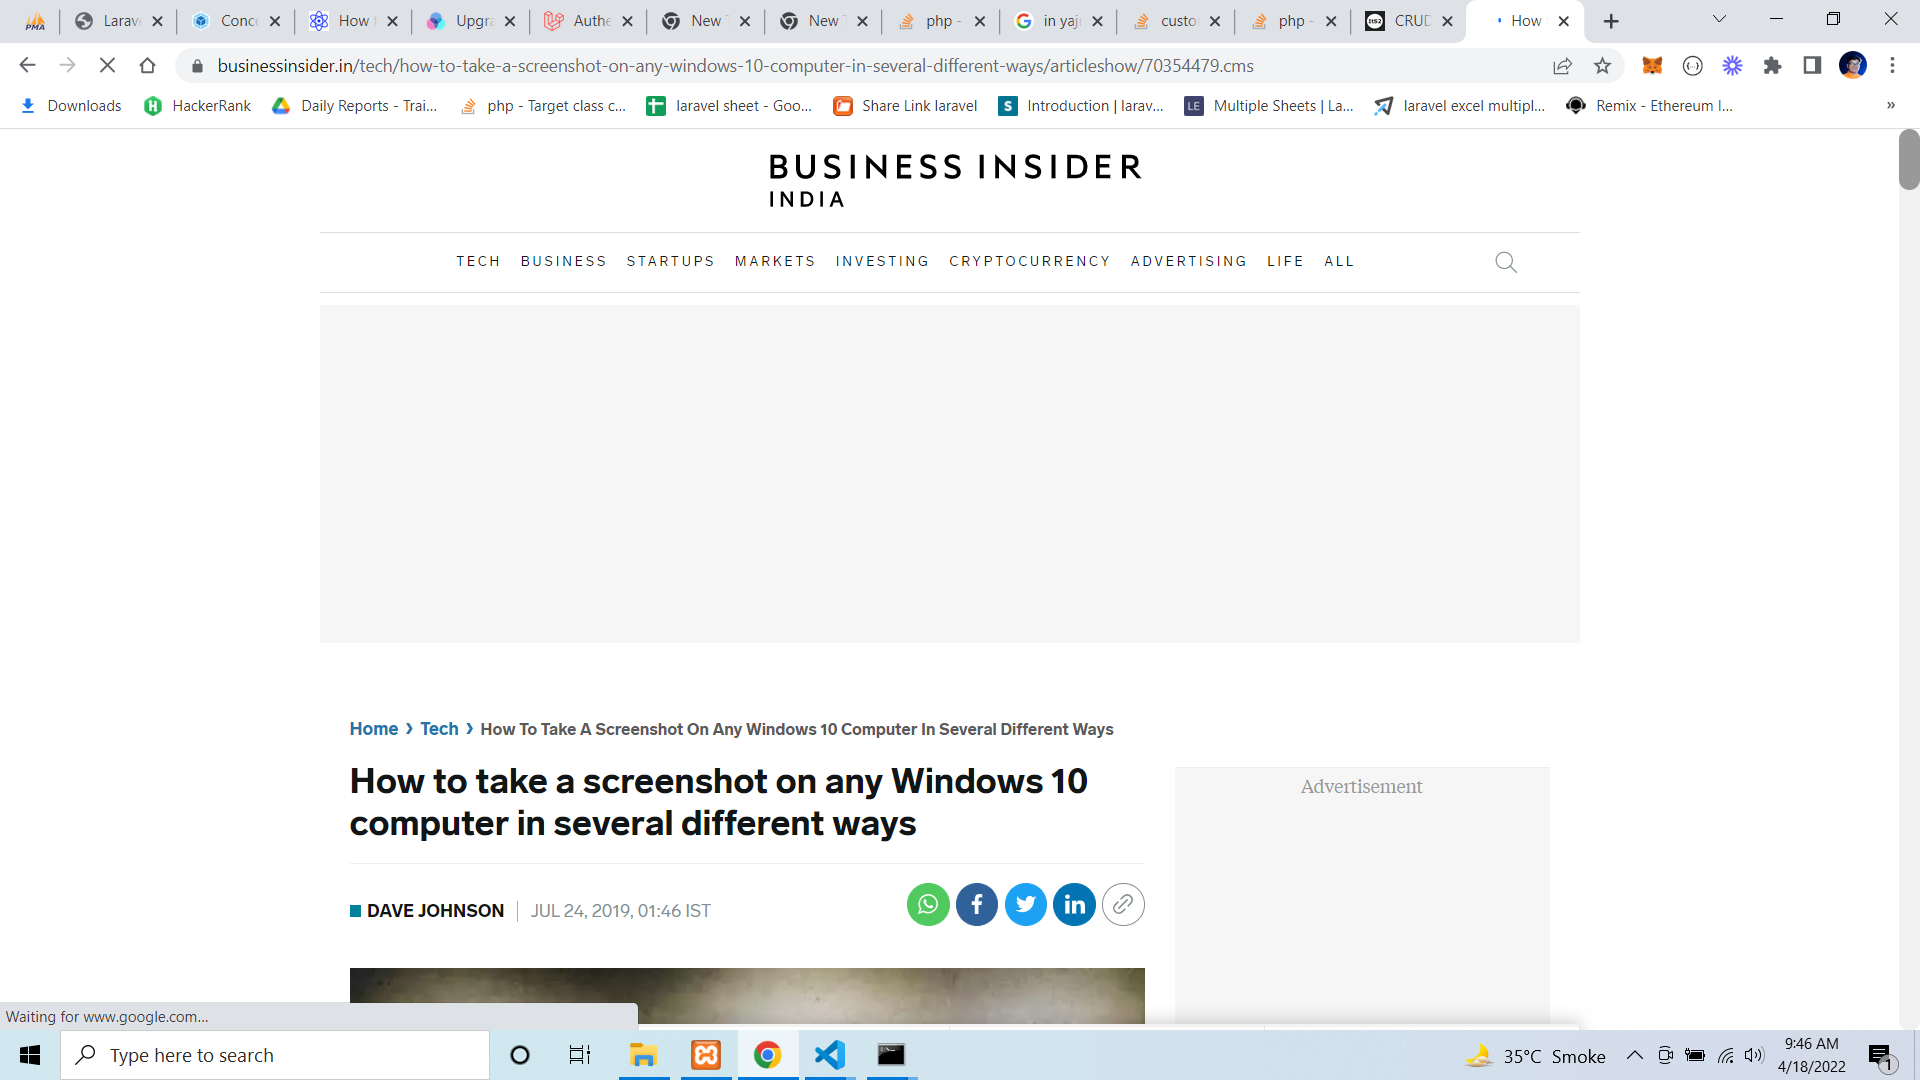 PMA
Larav
Conce
How t
Upgra
Authe
New T
New T
php -
in yajr
custo
php -
CRUD
How
businessinsider.in/tech/how-to-take-a-screenshot-on-any-windows-10-computer-in-several-different-ways/articleshow/70354479.cms
Downloads
HackerRank
Daily Reports - Trai...
php - Target class c...
laravel sheet - Goo...
Share Link laravel
S
Introduction | larav...
LE
Multiple Sheets | La...
laravel excel multipl...
Remix - Ethereum I...
»
BUSINESS INSIDER
INDIA
TECH BUSINESS STARTUPS MARKETS INVESTING CRYPTOCURRENCY ADVERTISING LIFE ALL
Home › Tech › How To Take A Screenshot On Any Windows 10 Computer In Several Different Ways
How to take a screenshot on any Windows 10
computer in several different ways
Advertisement
DAVE JOHNSON | JUL 24, 2019, 01:46 IST
Waiting for www.google.com...
Type here to search
35°C Smoke
9:46 AM
4/18/2022
1